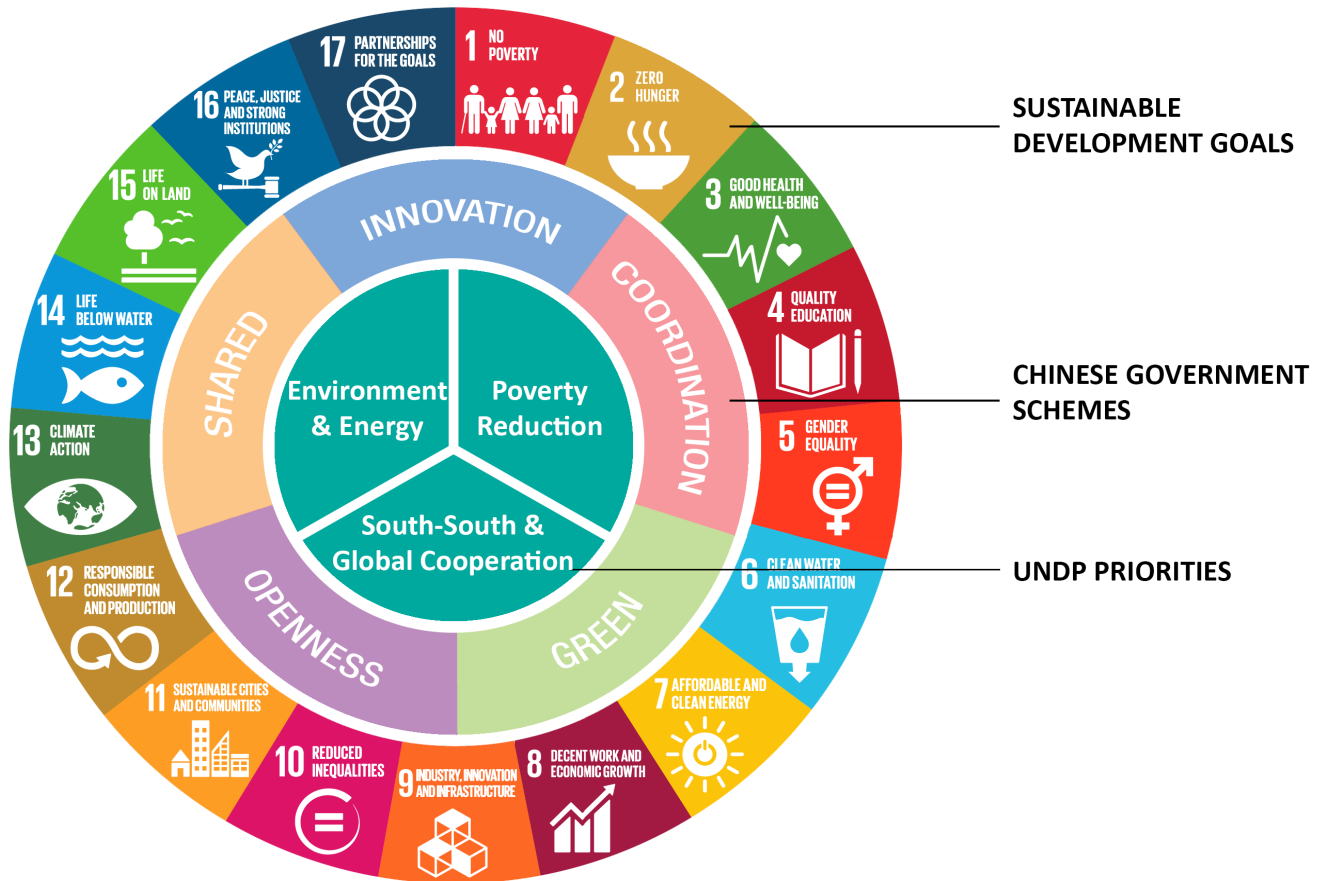 1 NO
POVERTY
2 ZERO
HUNGER
3 GOOD HEALTH
AND WELL-BEING
4 QUALITY
EDUCATION
5 GENDER
EQUALITY
6 CLEAN WATER
AND SANITATION
7 AFFORDABLE AND
CLEAN ENERGY
8 DECENT WORK AND
ECONOMIC GROWTH
9 INDUSTRY, INNOVATION
AND INFRASTRUCTURE
10 REDUCED
INEQUALITIES
11 SUSTAINABLE CITIES
AND COMMUNITIES
12 RESPONSIBLE
CONSUMPTION
AND PRODUCTION
13 CLIMATE
ACTION
14 LIFE
BELOW WATER
15 LIFE
ON LAND
16 PEACE, JUSTICE
AND STRONG
INSTITUTIONS
17 PARTNERSHIPS
FOR THE GOALS
INNOVATION
COORDINATION
GREEN
OPENNESS
SHARED
Environment
& Energy
Poverty
Reduction
South-South &
Global Cooperation
SUSTAINABLE
DEVELOPMENT GOALS
CHINESE GOVERNMENT
SCHEMES
UNDP PRIORITIES